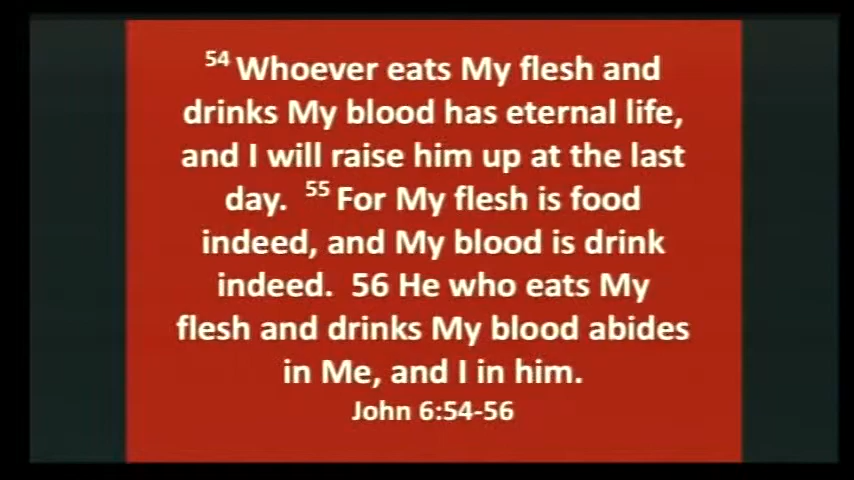 54 Whoever eats My flesh and
drinks My blood has eternal life,
and I will raise him up at the last
day. 55 For My flesh is food
indeed, and My blood is drink
indeed. 56 He who eats My
flesh and drinks My blood abides
in Me, and I in him.
John 6:54-56